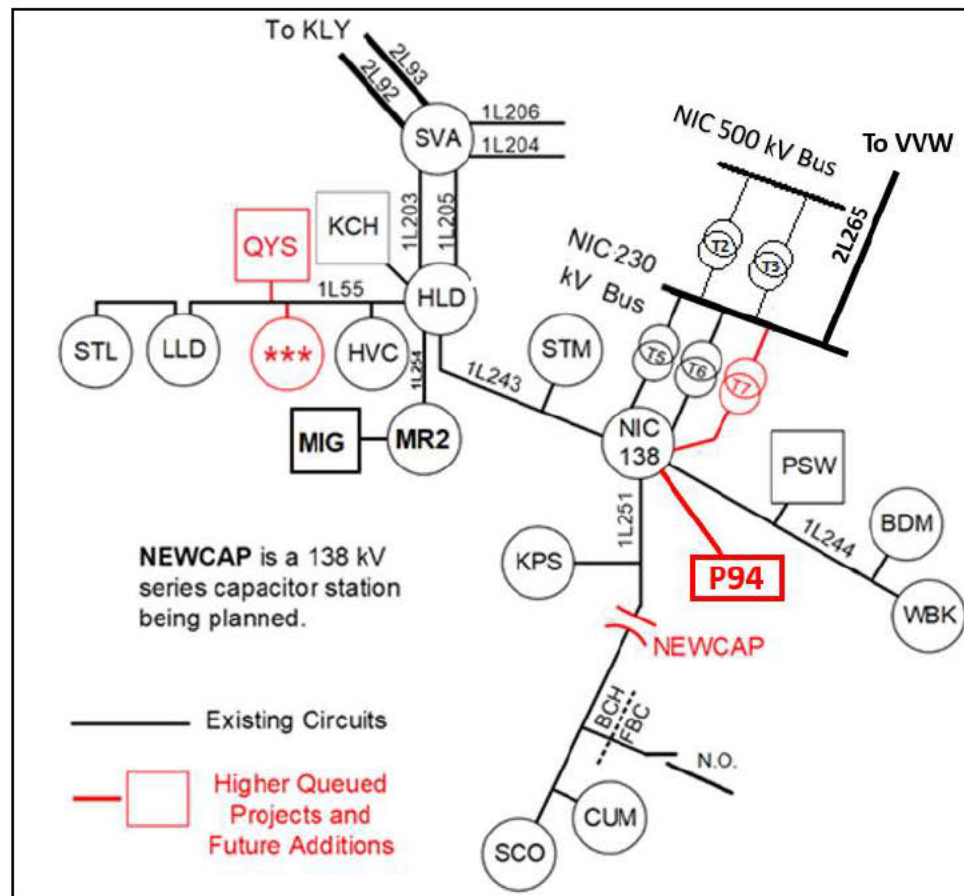 To KLY
2L93
2L92
1L206
SVA
1L204
NIC 500 kV Bus
To VVW
2L265
QYS
KCH
1L203
1L205
T2
T3
NIC 230
kV Bus
1L55
HLD
STL
LLD
***
HVC
1L254
1L243
STM
T5
T6
T7
MIG
MR2
NIC
138
PSW
1L251
1L244
BDM
KPS
P94
WBK
NEWCAP is a 138 kV
series capacitor station
being planned.
NEWCAP
Existing Circuits
BCH
FBC
N.O.
Higher Queued
Projects and
Future Additions
CUM
SCO